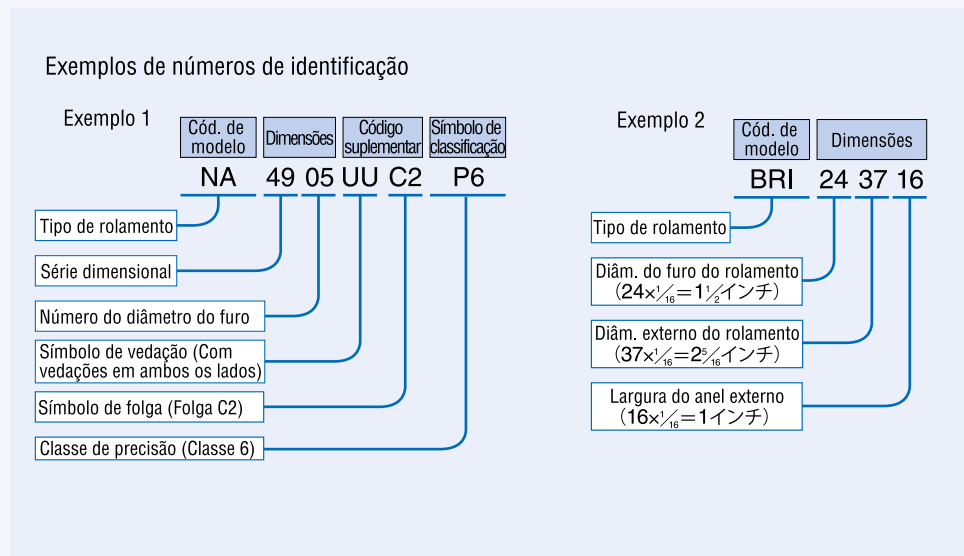 Exemplos de números de identificação
Exemplo 1
Cód. de
modelo
Dimensões
Código
suplementar
Símbolo de
classificação
NA 49 05 UU C2 P6
Tipo de rolamento
Série dimensional
Número do diâmetro do furo
Símbolo de vedação (Com
vedações em ambos os lados)
Símbolo de folga (Folga C2)
Classe de precisão (Classe 6)
Exemplo 2
Cód. de
modelo
Dimensões
BRI 24 37 16
Tipo de rolamento
Diâm. do furo do rolamento
(24×1/16=1 1/2インチ)
Diâm. externo do rolamento
(37×1/16=2 5/16インチ)
Largura do anel externo
(16×1/16=1インチ)